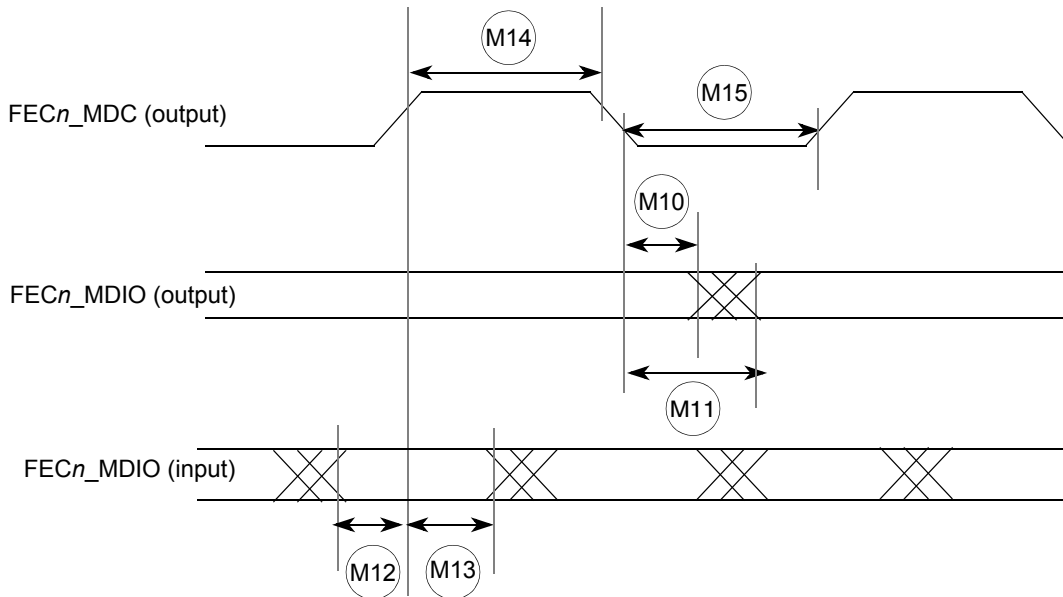 M14
M15
FECn_MDC (output)
M10
FECn_MDIO (output)
M11
FECn_MDIO (input)
M12
M13